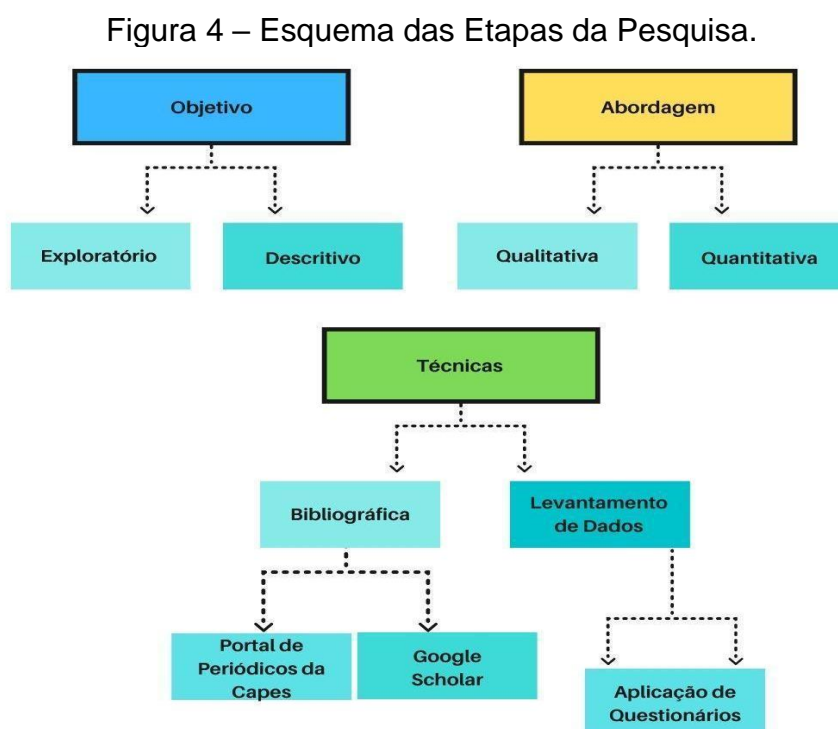 Figura 4 – Esquema das Etapas da Pesquisa.
Objetivo
Abordagem
Exploratório
Descritivo
Qualitativa
Quantitativa
Técnicas
Bibliográfica
Levantamento
de Dados
Portal de
Periódicos da
Capes
Google
Scholar
Aplicação de
Questionários